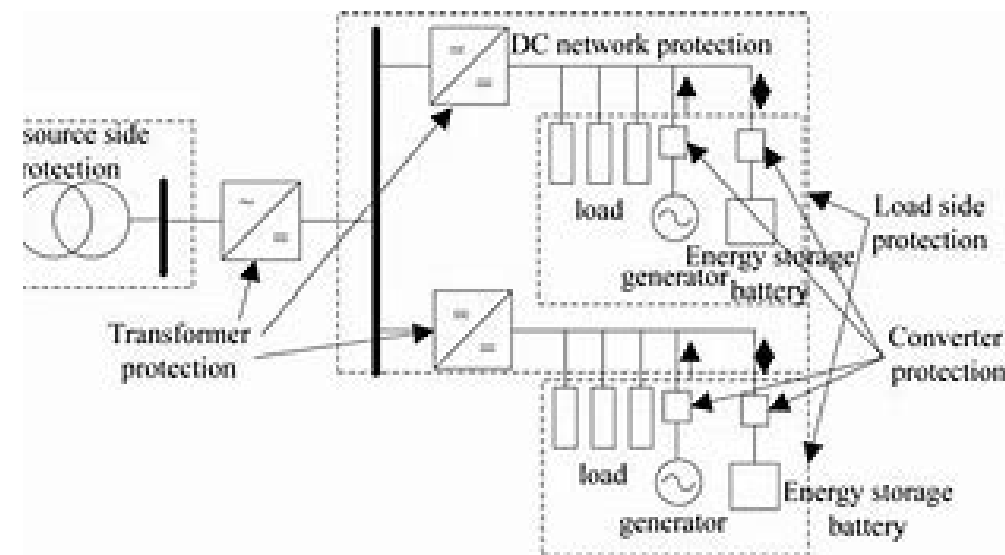 DC network protection
source side
rotection
load
Load side
protection
generator
Energy storage
battery
Transformer
protection
Converter
protection
load
generator
Energy storage
battery